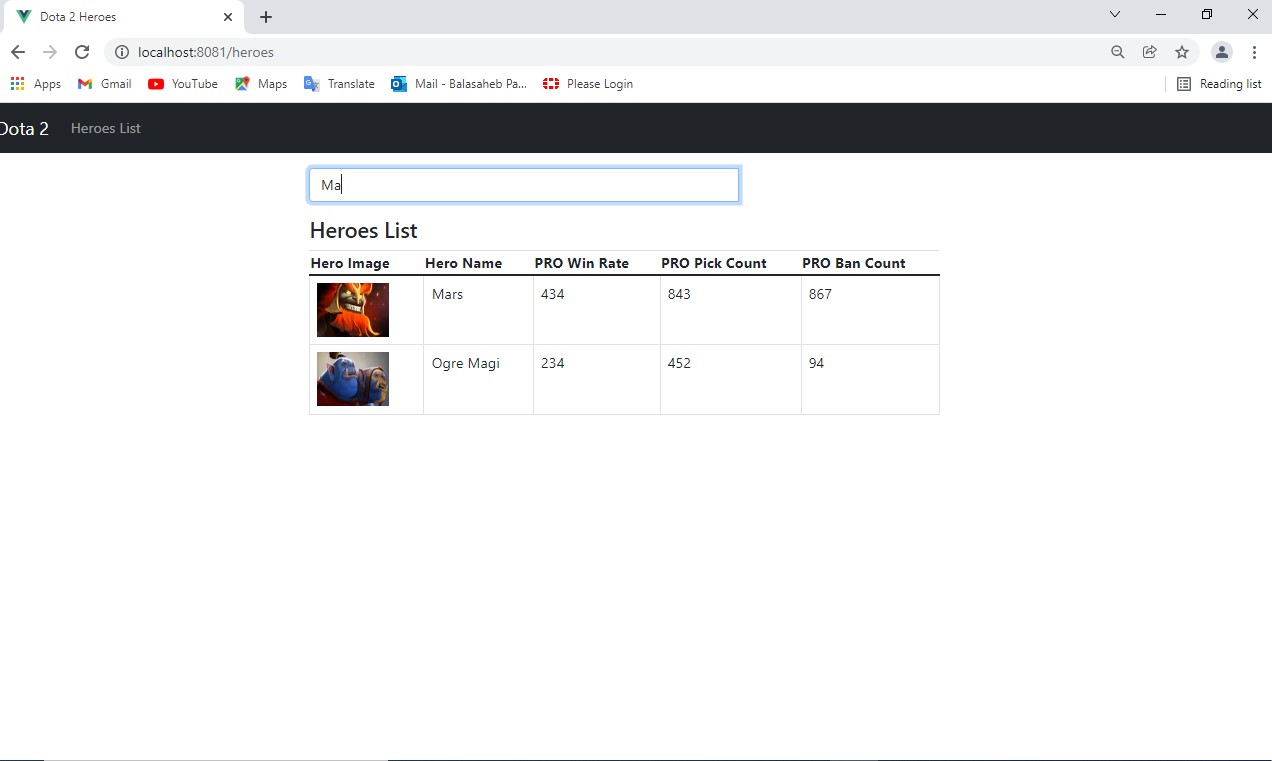 Dota 2 Heroes
localhost:8081/heroes
Apps Gmail YouTube Maps Translate Mail - Balasaheb Pa... Please Login Reading list
Dota 2 Heroes List
Ma
Heroes List
Hero Image Hero Name PRO Win Rate PRO Pick Count PRO Ban Count
Mars 434 843 867
Ogre Magi 234 452 94